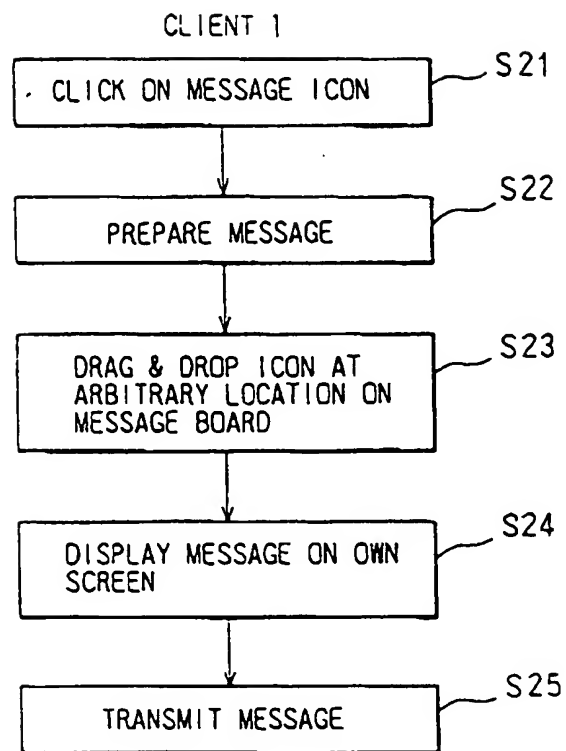 CLIENT 1
CLICK ON MESSAGE ICON
S21
PREPARE MESSAGE
S22
DRAG & DROP ICON AT
ARBITRARY LOCATION ON
MESSAGE BOARD
S23
DISPLAY MESSAGE ON OWN
SCREEN
S24
TRANSMIT MESSAGE
S25